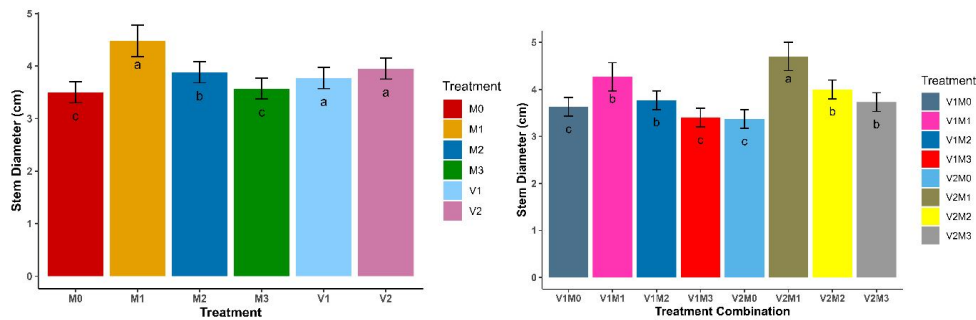 Stem Diameter (cm)
5
4
3
2
1
0
c
a
b
c
a
a
M0 M1 M2 M3 V1 V2
Treatment
Treatment
M0
M1
M2
M3
V1
V2
Stem Diameter (cm)
5
4
3
2
1
0
c
b
b
c
c
a
b
b
V1M0 V1M1 V1M2 V1M3 V2M0 V2M1 V2M2 V2M3
Treatment Combination
Treatment
V1M0
V1M1
V1M2
V1M3
V2M0
V2M1
V2M2
V2M3